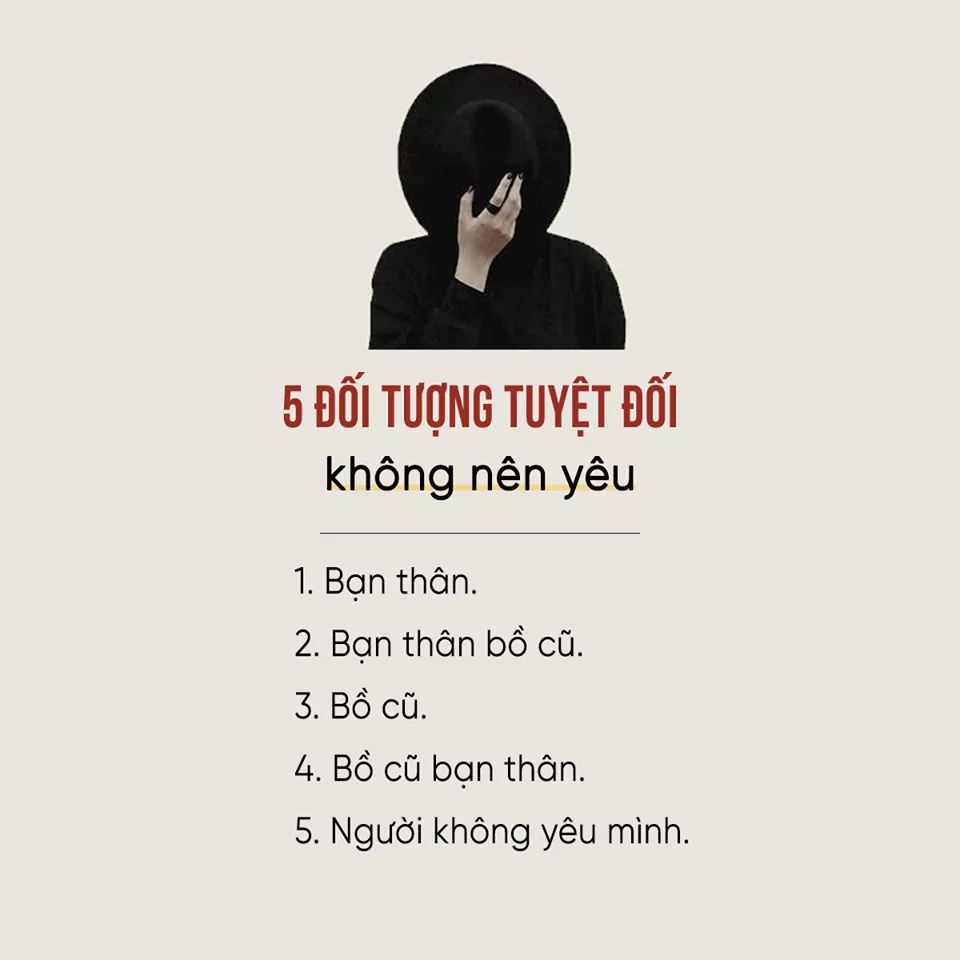 5 ĐỐI TƯỢNG TUYỆT ĐỐI
không nên yêu
1. Bạn thân.
2. Bạn thân bồ cũ.
3. Bồ cũ.
4. Bồ cũ bạn thân.
5. Người không yêu mình.